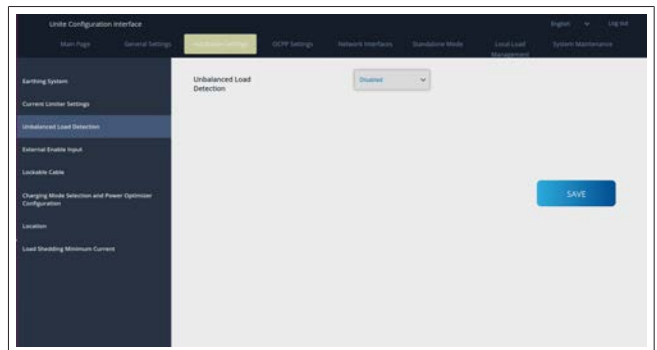 Unite Configuration Interface
English
Log out
Main Page
General Settings
Installation Settings
OCPP Settings
Network Interfaces
Standalone Mode
Local Load
Management
System Maintenance
Earthing System
Current Limiter Settings
Unbalanced Load Detection
External Enable Input
Lockable Cable
Charging Mode Selection and Power Optimizer
Configuration
Location
Load Shedding Minimum Current
Unbalanced Load
Detection
Disabled
SAVE